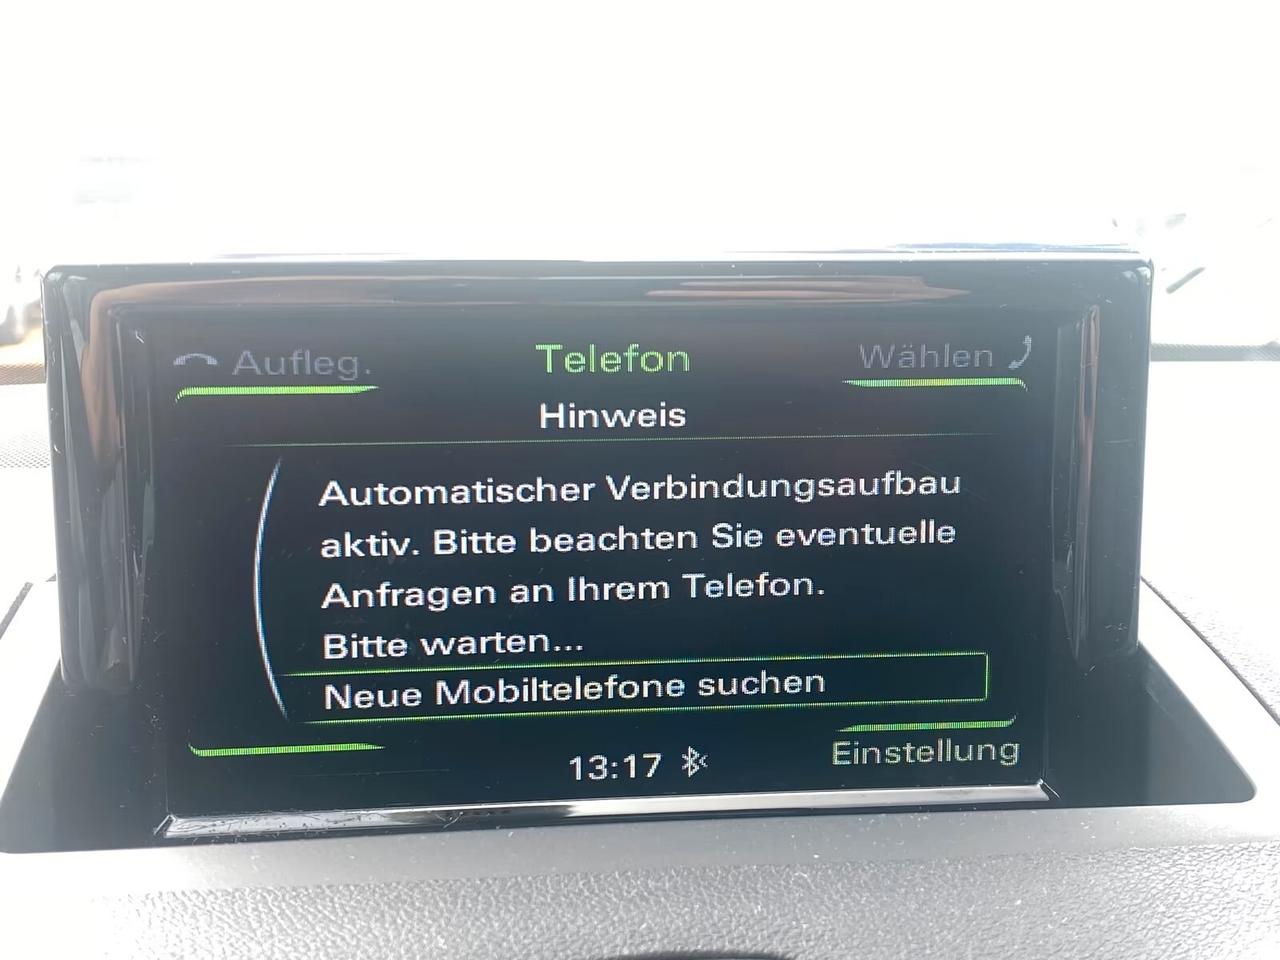 Aufleg.
Telefon
Wählen
Hinweis
Automatischer Verbindungsaufbau
aktiv. Bitte beachten Sie eventuelle
Anfragen an Ihrem Telefon.
Bitte warten...
Neue Mobiltelefone suchen
13:17
Einstellung